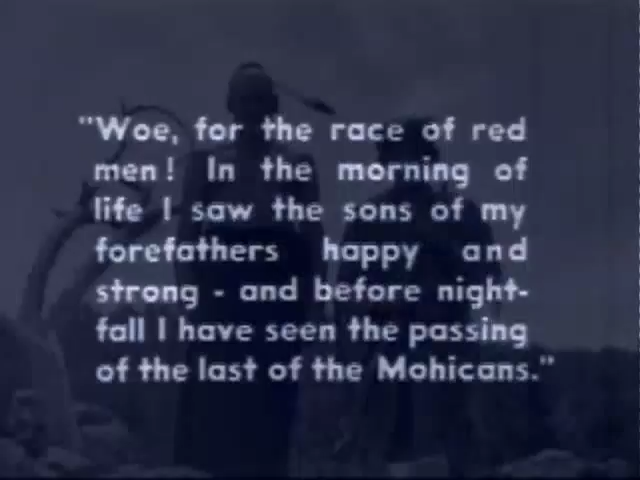 "Woe, for the race of red
men! In the morning of
life I saw the sons of my
forefathers happy and
strong - and before night-
fall I have seen the passing
of the last of the Mohicans."